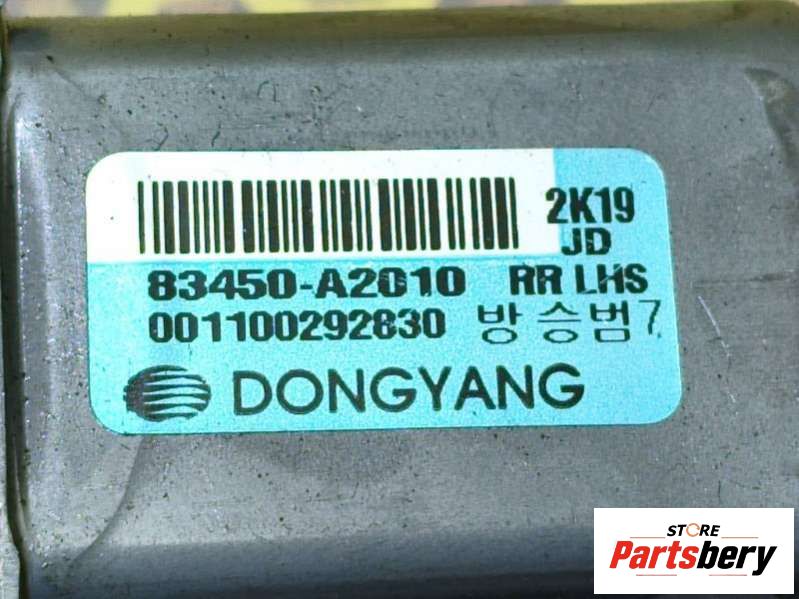 2K19
JD
83450-A2010 RR LHS
001100292830 방승범7
DONGYANG
STORE
Partsbery